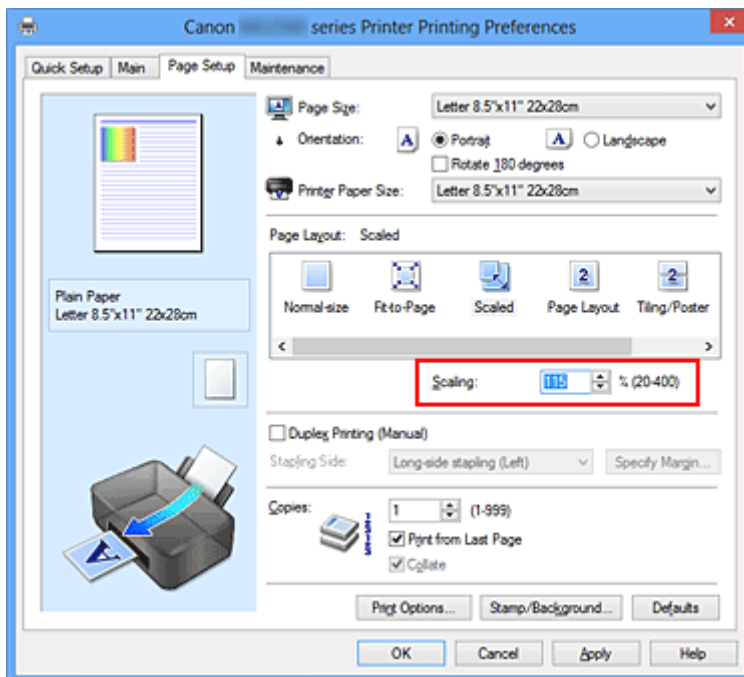 Canon series Printer Printing Preferences
Quick Setup Main Page Setup Maintenance
Page Size: Letter 8.5"x11" 22x28cm
Orientation: A Portrait A Landscape
Rotate 180 degrees
Printer Paper Size: Letter 8.5"x11" 22x28cm
Page Layout: Scaled
Normal-size Fit-to-Page Scaled Page Layout Tiling/Poster
Plain Paper
Letter 8.5"x11" 22x28cm
Scaling: 115 % (20-400)
Duplex Printing (Manual)
Stapling Side: Long-side stapling (Left) Specify Margin...
Copies: 1 (1-999)
Print from Last Page
Collate
Print Options... Stamp/Background... Defaults
OK Cancel Apply Help